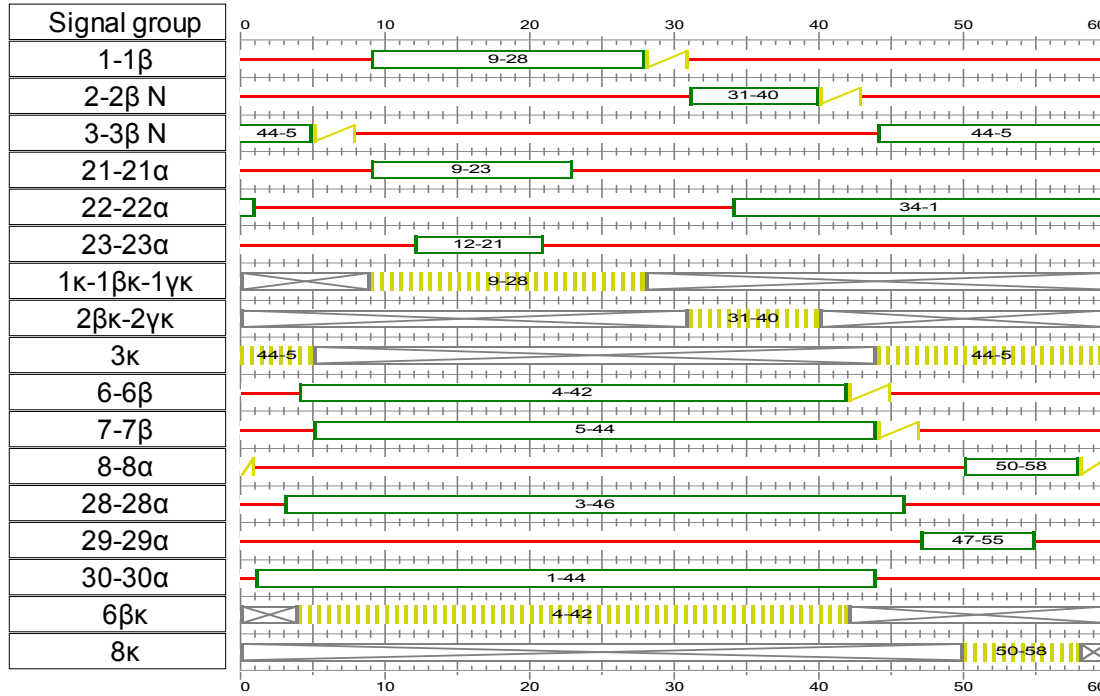 Signal group 0 10 20 30 40 50 60
1-1β 9-28
2-2β N 31-40
3-3β N 44-5 44-5
21-21α 9-23
22-22α 34-1
23-23α 12-21
1κ-1βκ-1γκ 9-28
2βκ-2γκ 31-40
3κ 44-5 44-5
6-6β 4-42
7-7β 5-44
8-8α 50-58
28-28α 3-46
29-29α 47-55
30-30α 1-44
6βκ 4-42
8κ 50-58
0 10 20 30 40 50 60